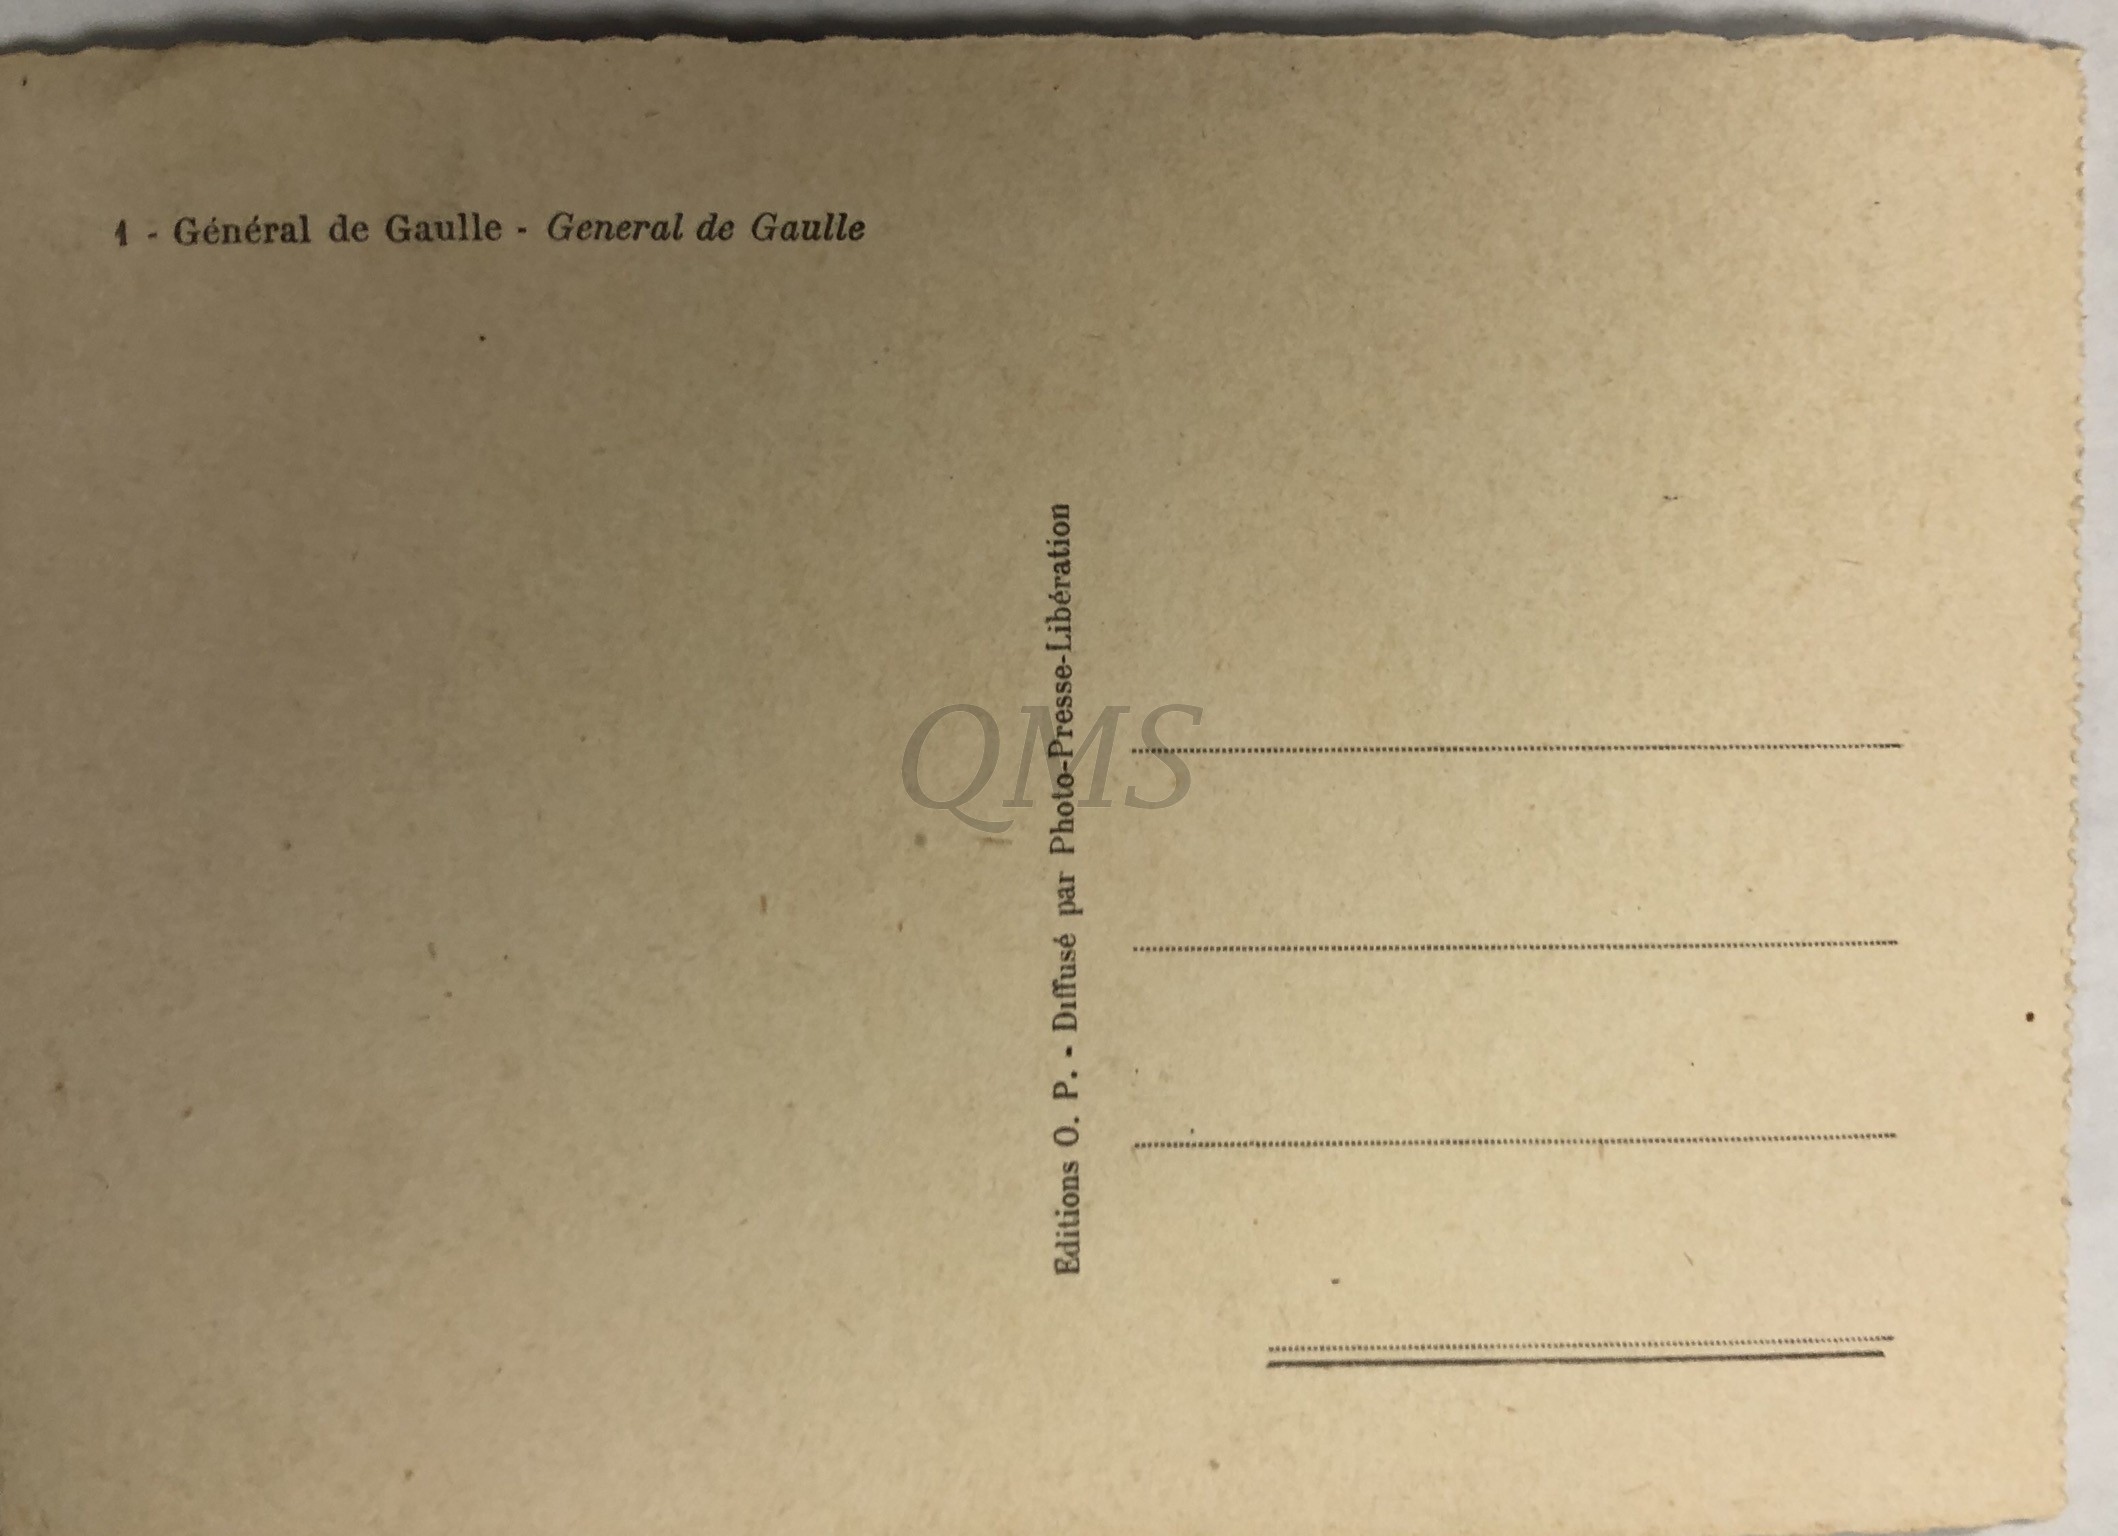 1 - Général de Gaulle - General de Gaulle
Editions O. P. - Diffusé par Photo-Presse-Libération
QMS